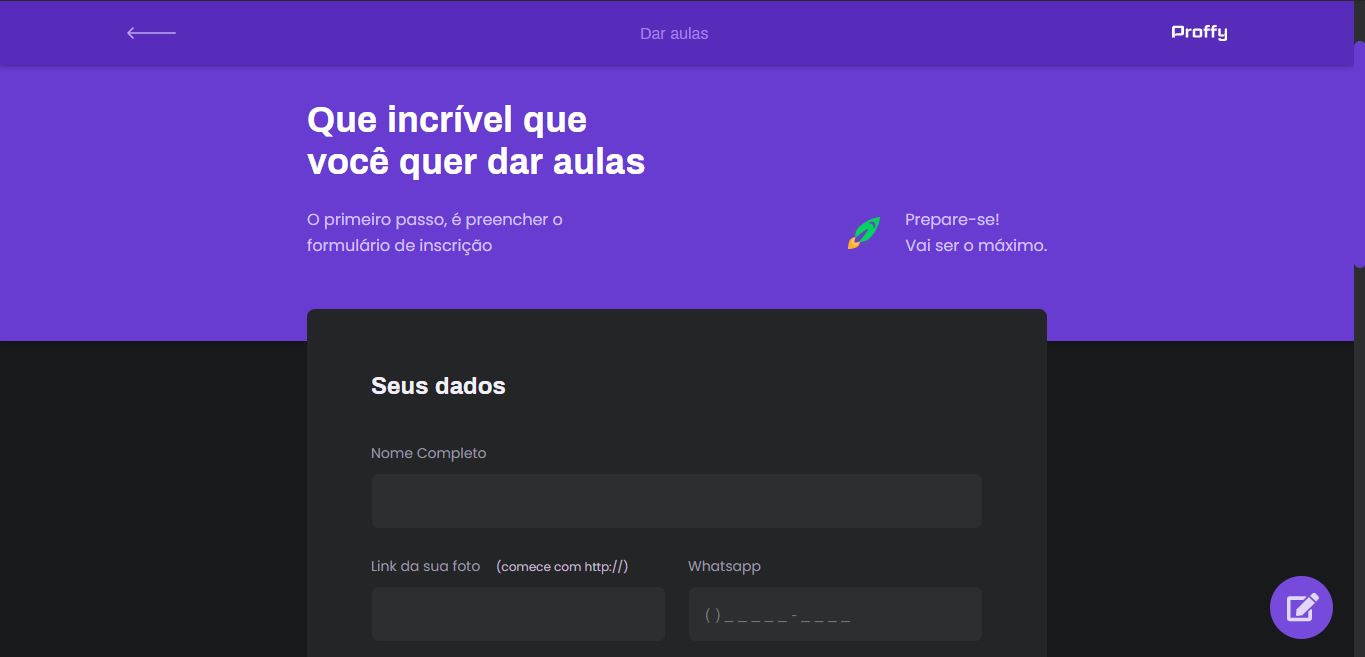 Dar aulas
Proffy
Que incrível que
você quer dar aulas
O primeiro passo, é preencher o
formulário de inscrição
Prepare-se!
Vai ser o máximo.
Seus dados
Nome Completo
Link da sua foto (comece com http://)
Whatsapp
( ) _ _ _ _ _ - _ _ _ _